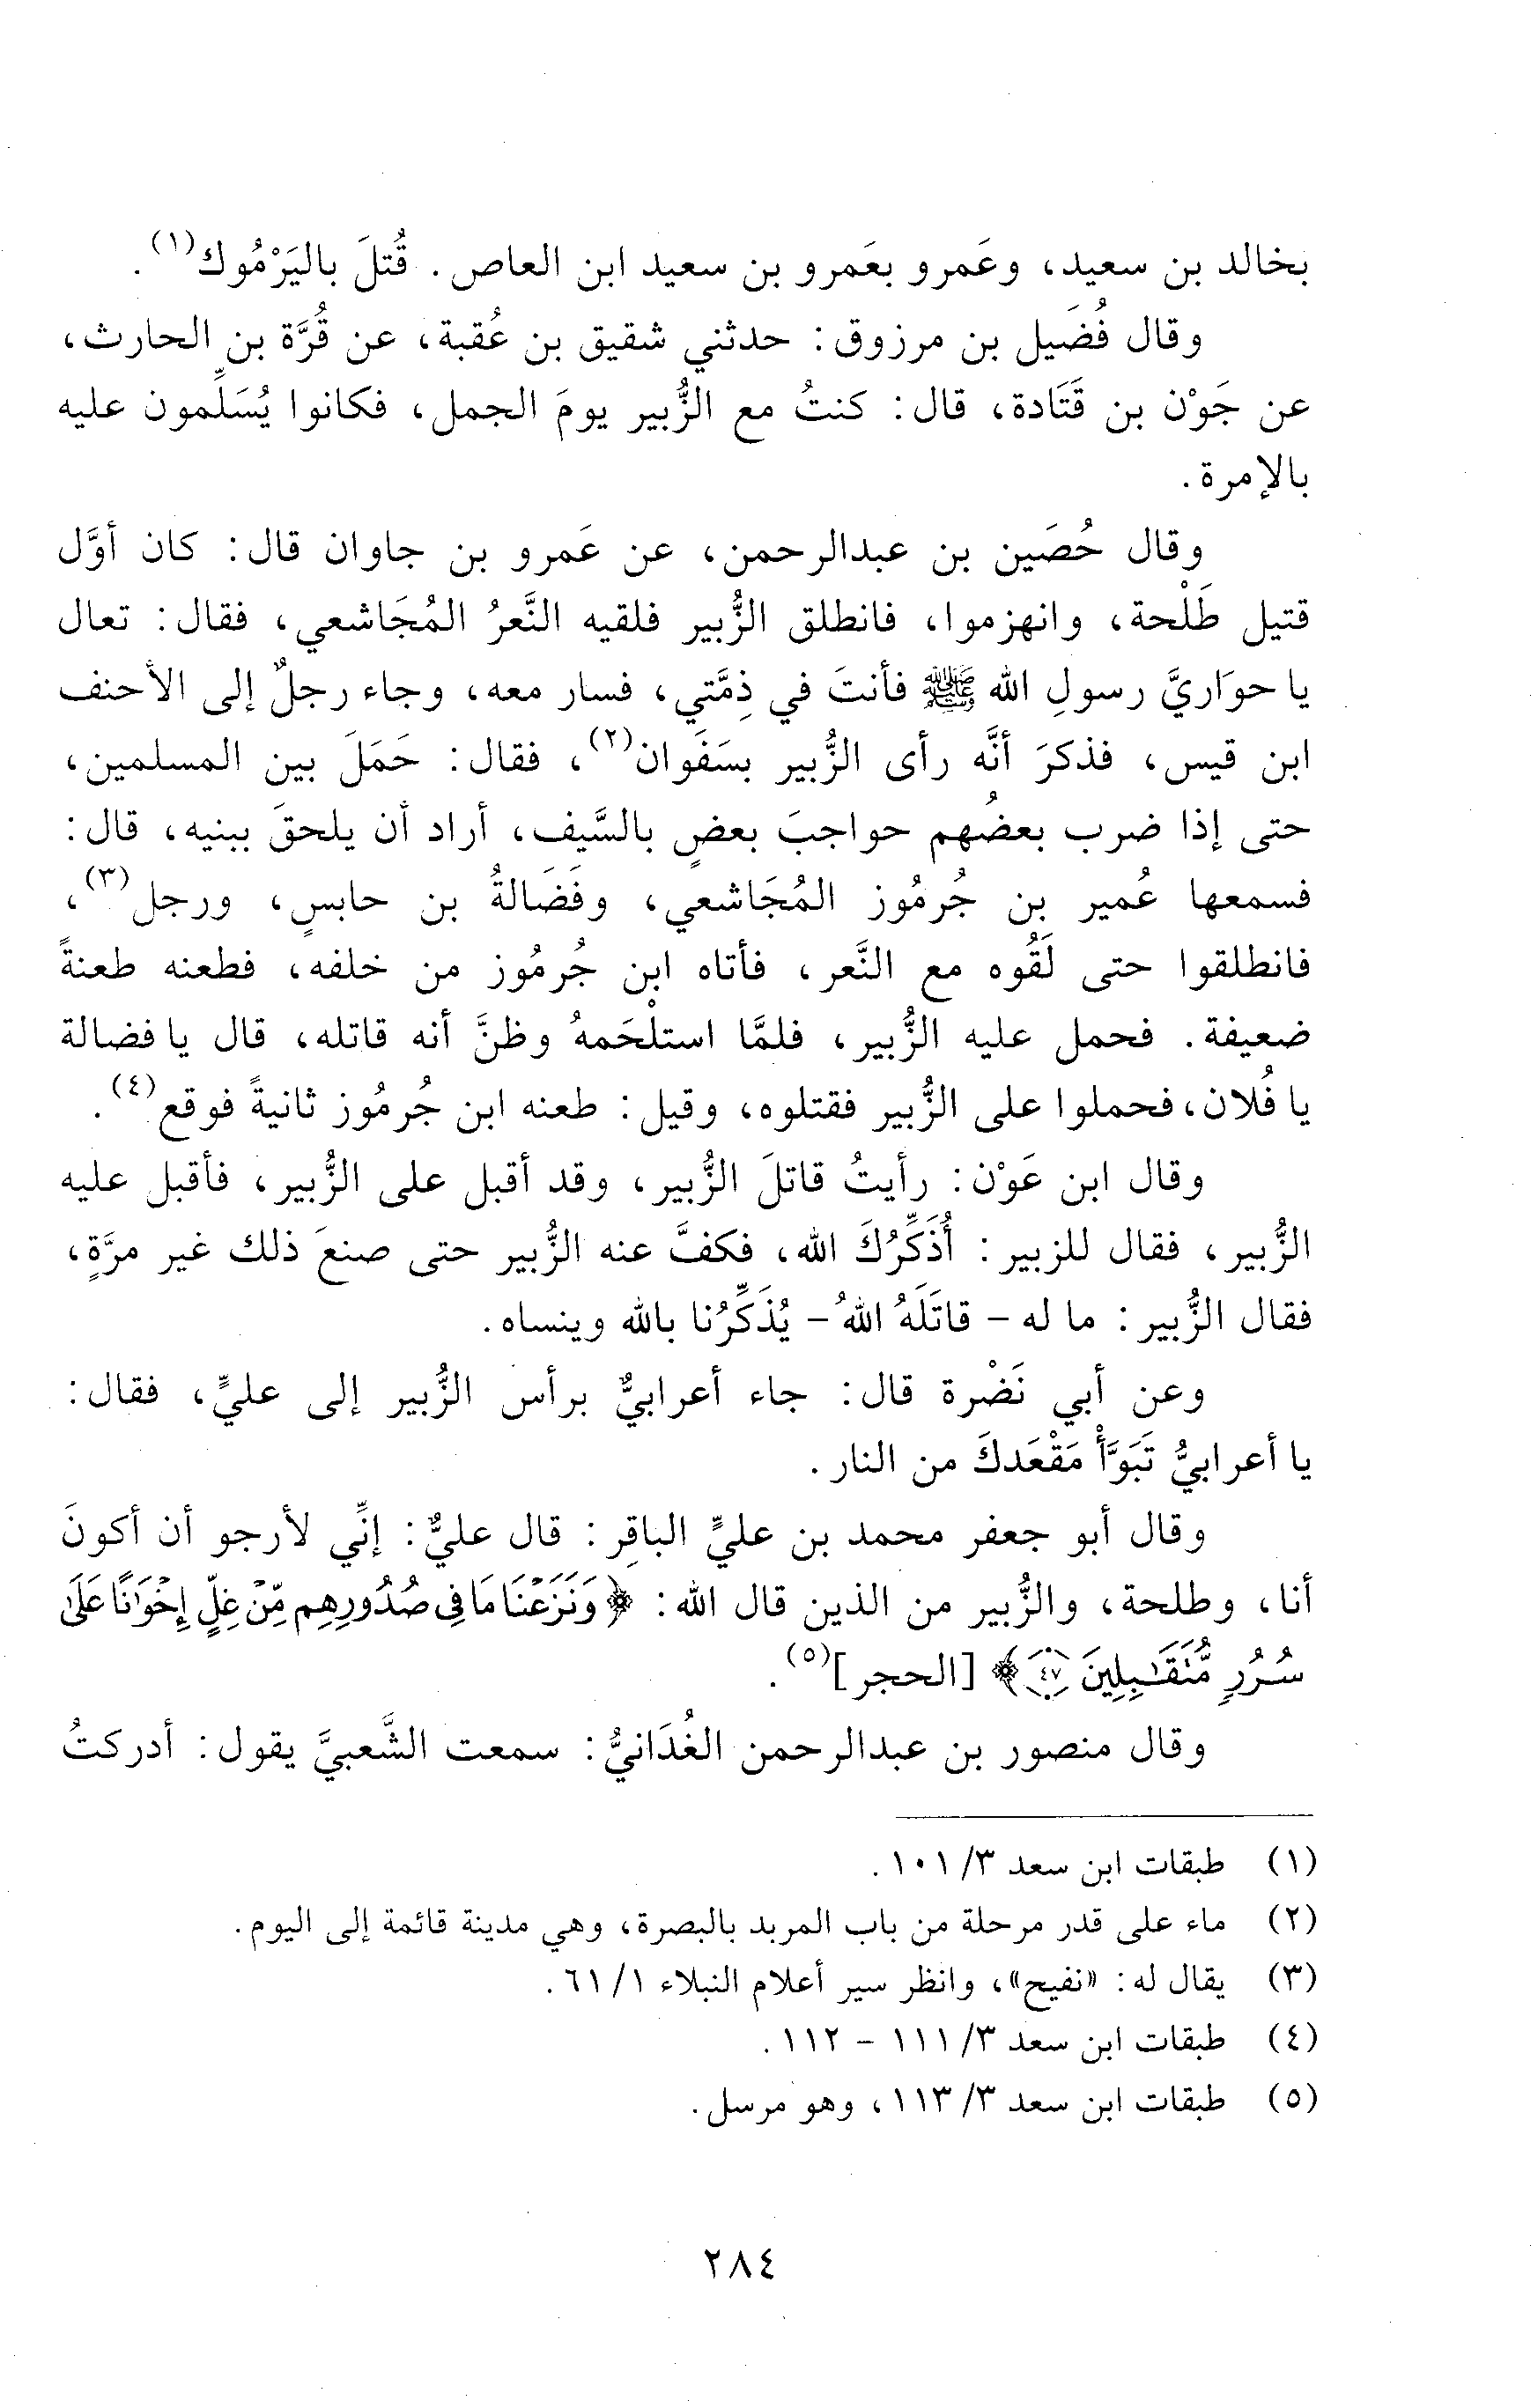 بخالد بن سعيد، وعَمرو بعَمرو بن سعيد ابن العاص. قُتلَ باليَرْمُوك(١).
وقال فُضَيل بن مرزوق: حدثني شقيق بن عُقبة، عن قُرَّة بن الحارث،
عن جَوْن بن قَتَادة، قال: كنتُ مع الزُّبير يومَ الجمل، فكانوا يُسَلِّمون عليه
بالإمرة.
وقال حُصَين بن عبدالرحمن، عن عَمرو بن جاوان قال: كان أوَّل
قتيل طَلْحة، وانهزموا، فانطلق الزُّبير فلقيه النَّعرُ المُجَاشعي، فقال: تعال
يا حوَاريَّ رسولِ الله ﷺ فأنتَ في ذِمَّتي، فسار معه، وجاء رجلٌ إلى الأحنف
ابن قيس، فذكرَ أنَّه رأى الزُّبير بسَفَوان(٢)، فقال: حَمَلَ بين المسلمين،
حتى إذا ضرب بعضُهم حواجبَ بعضٍ بالسَّيف، أراد أن يلحقَ ببنيه، قال:
فسمعها عُمير بن جُرمُوز المُجَاشعي، وفَضَالةُ بن حابسٍ، ورجل(٣)،
فانطلقوا حتى لَقُوه مع النَّعر، فأتاه ابن جُرمُوز من خلفه، فطعنه طعنةً
ضعيفة. فحمل عليه الزُّبير، فلمَّا استلْحَمهُ وظنَّ أنه قاتله، قال يا فضالة
يا فُلان، فحملوا على الزُّبير فقتلوه، وقيل: طعنه ابن جُرمُوز ثانيةً فوقع(٤).
وقال ابن عَوْن: رأيتُ قاتلَ الزُّبير، وقد أقبل على الزُّبير، فأقبل عليه
الزُّبير، فقال للزبير: أُذَكِّرُكَ الله، فكفَّ عنه الزُّبير حتى صنعَ ذلك غير مرَّةٍ،
فقال الزُّبير: ما له - قاتَلَهُ اللهُ - يُذَكِّرُنا بالله وينساه.
وعن أبي نَضْرة قال: جاء أعرابيٌّ برأس الزُّبير إلى عليٍّ، فقال:
يا أعرابيُّ تَبَوَّأْ مَقْعَدكَ من النار.
وقال أبو جعفر محمد بن عليٍّ الباقِر: قال عليٌّ: إنِّي لأرجو أن أكونَ
أنا، وطلحة، والزُّبير من الذين قال الله: ﴿وَنَزَعْنَا مَا فِي صُدُورِهِم مِّنْ غِلٍّ إِخْوَانًا عَلَىٰ
سُرُرٍ مُّتَقَابِلِينَ ٤٧﴾ [الحجر](٥).
وقال منصور بن عبدالرحمن الغُدَانيُّ: سمعت الشَّعبيَّ يقول: أدركتُ
(١) طبقات ابن سعد ٣/ ١٠١.
(٢) ماء على قدر مرحلة من باب المربد بالبصرة، وهي مدينة قائمة إلى اليوم.
(٣) يقال له: «نفيح»، وانظر سير أعلام النبلاء ١/ ٦١.
(٤) طبقات ابن سعد ٣/ ١١١ - ١١٢.
(٥) طبقات ابن سعد ٣/ ١١٣، وهو مرسل.
٢٨٤